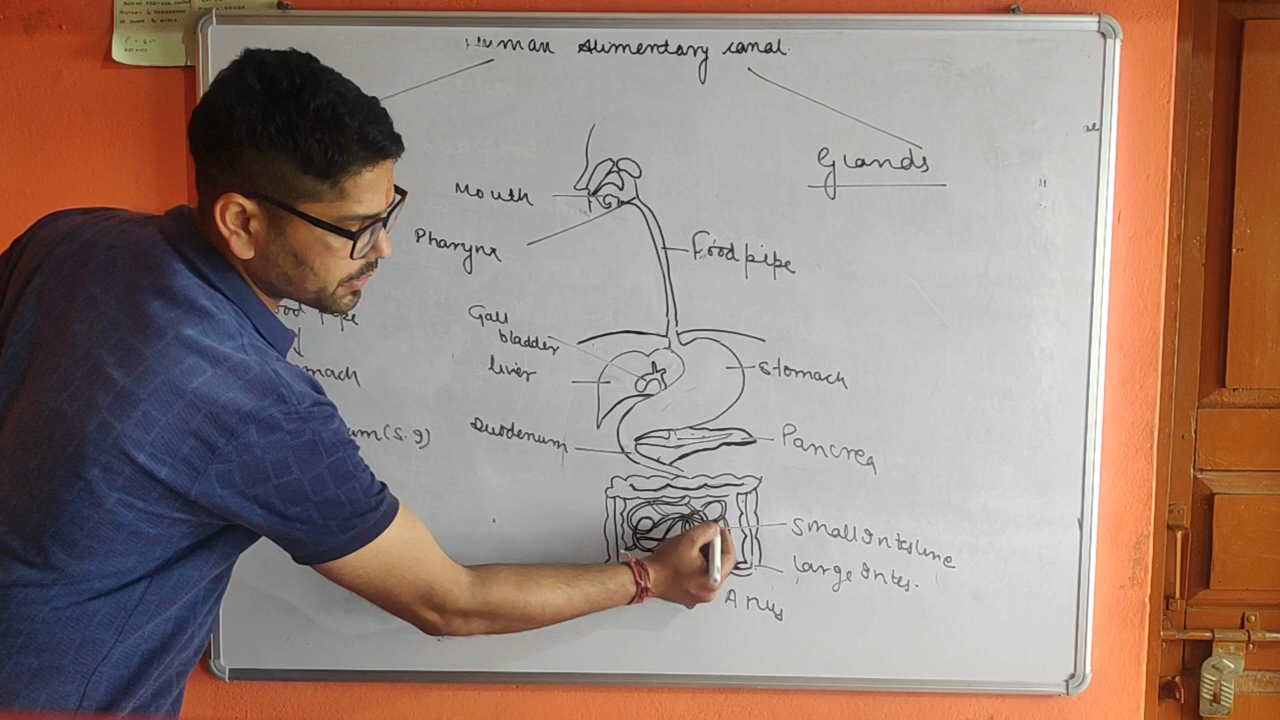 Human Alimentary canal
Glands
Mouth
Pharynx
Food pipe
ood pipe
Gall
bladder
liver
stomach
mach
um(S.I)
Duodenum
Pancrea
Small Intestine
large Intes.
Anus